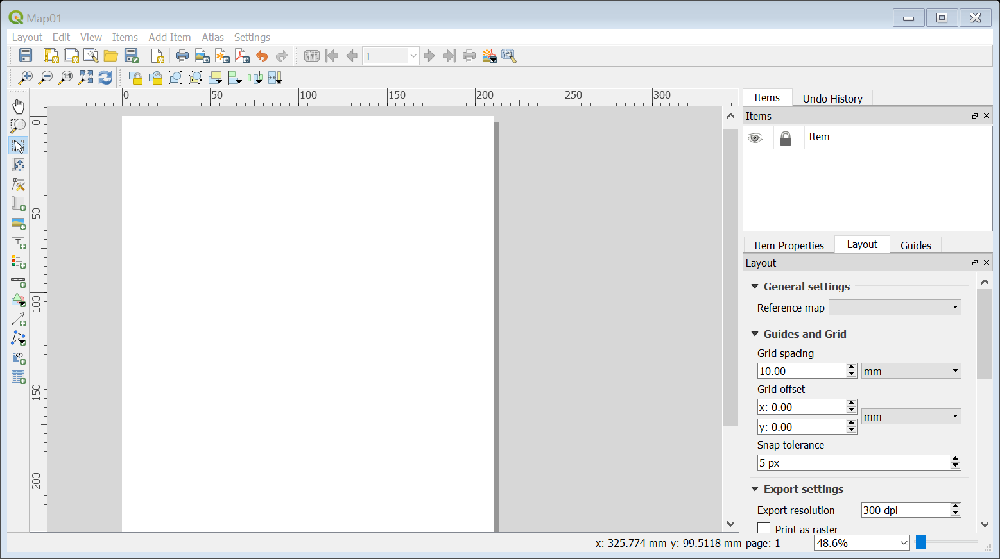 Map01
Layout Edit View Items Add Item Atlas Settings
1
1:1
0 50 100 150 200 250 300
0
50
100
150
200
T
Items Undo History
Items
Item
Item Properties Layout Guides
Layout
General settings
Reference map
Guides and Grid
Grid spacing
10.00 mm
Grid offset
x: 0.00
mm
y: 0.00
Snap tolerance
5 px
Export settings
Export resolution 300 dpi
Print as raster
x: 325.774 mm y: 99.5118 mm page: 1 48.6%